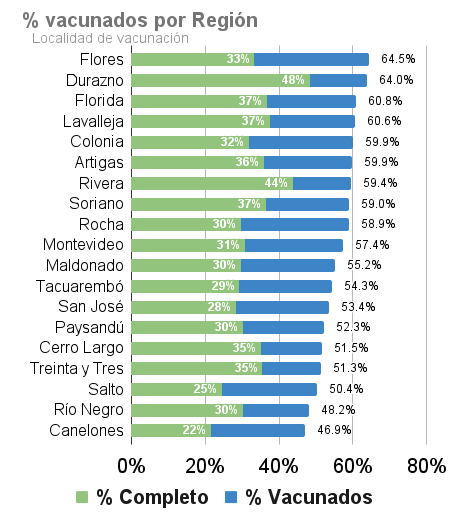 % vacunados por Región
Localidad de vacunación
Flores 33% 64.5%
Durazno 48% 64.0%
Florida 37% 60.8%
Lavalleja 37% 60.6%
Colonia 32% 59.9%
Artigas 36% 59.9%
Rivera 44% 59.4%
Soriano 37% 59.0%
Rocha 30% 58.9%
Montevideo 31% 57.4%
Maldonado 30% 55.2%
Tacuarembó 29% 54.3%
San José 28% 53.4%
Paysandú 30% 52.3%
Cerro Largo 35% 51.5%
Treinta y Tres 35% 51.3%
Salto 25% 50.4%
Río Negro 30% 48.2%
Canelones 22% 46.9%
0% 20% 40% 60% 80%
% Completo % Vacunados